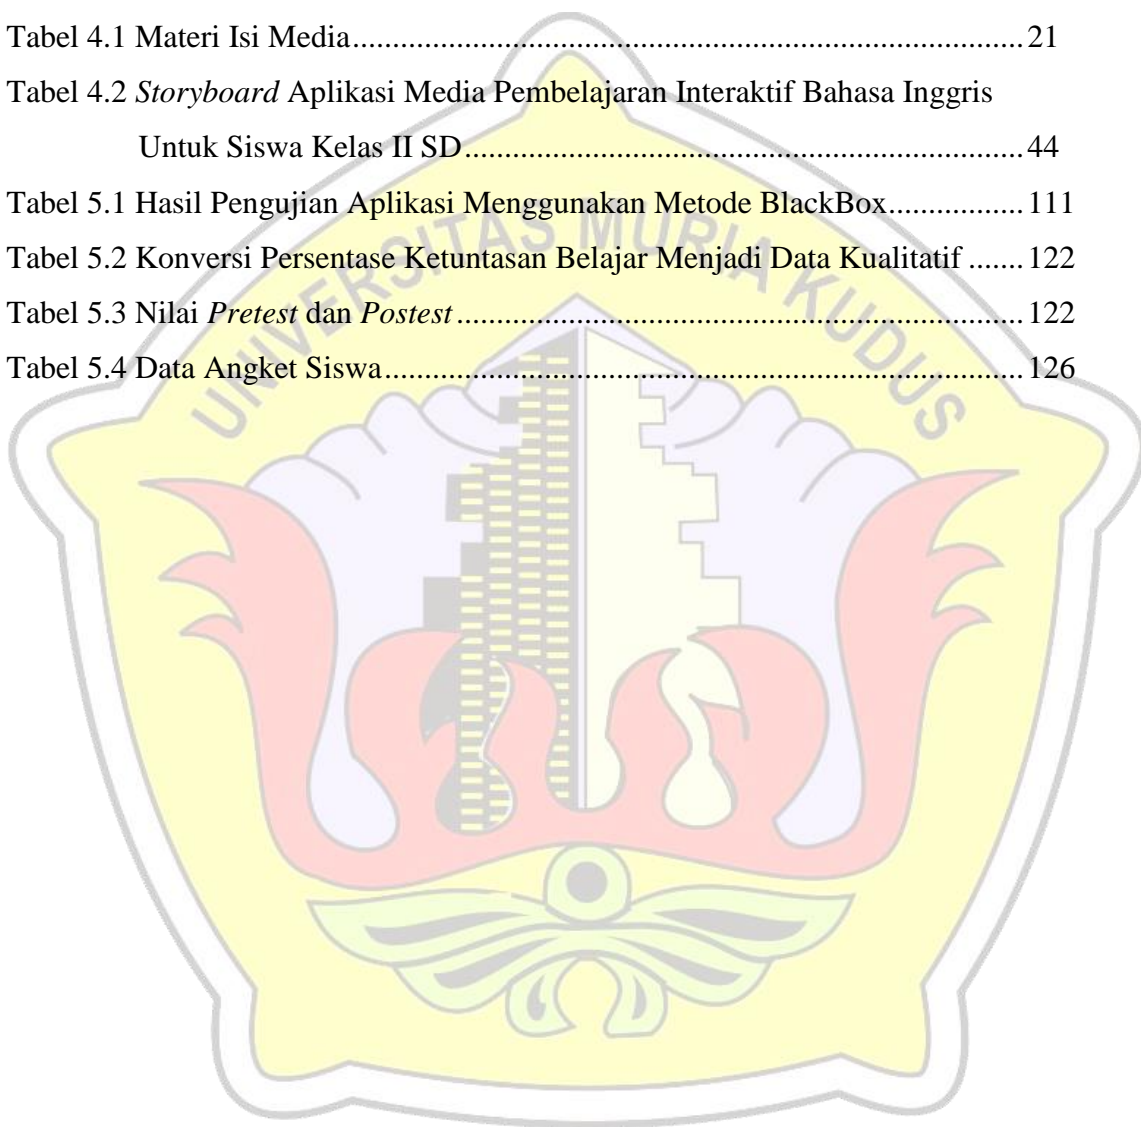 Tabel 4.1 Materi Isi Media.....................................................................................21
Tabel 4.2 Storyboard Aplikasi Media Pembelajaran Interaktif Bahasa Inggris
Untuk Siswa Kelas II SD.......................................................................44
Tabel 5.1 Hasil Pengujian Aplikasi Menggunakan Metode BlackBox.................111
Tabel 5.2 Konversi Persentase Ketuntasan Belajar Menjadi Data Kualitatif .......122
Tabel 5.3 Nilai Pretest dan Postest.......................................................................122
Tabel 5.4 Data Angket Siswa.................................................................................126
UNIVERSITAS MURIA KUDUS